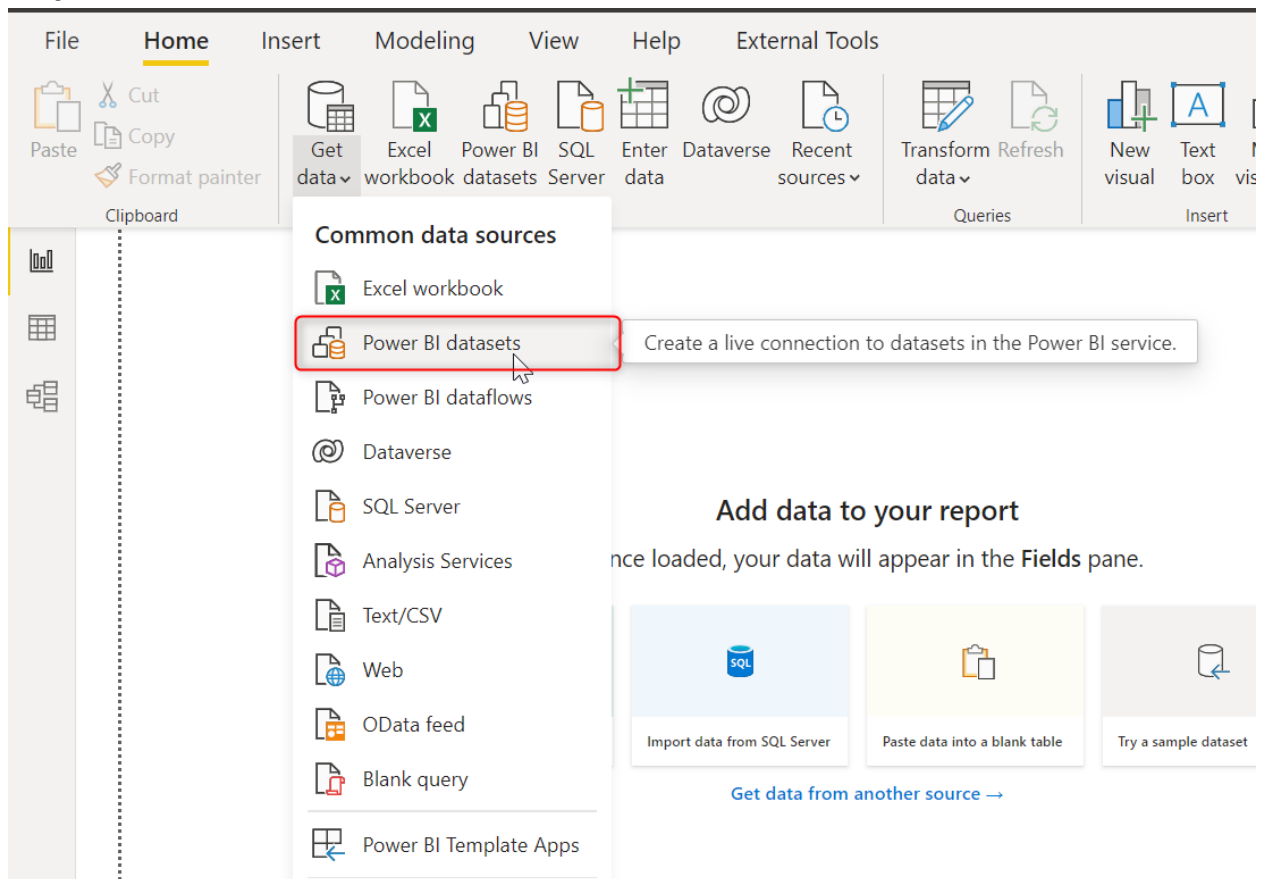 File Home Insert Modeling View Help External Tools
Cut
Copy
Format painter
Paste
Clipboard
Get data
Excel workbook
Power BI datasets
SQL Server
Enter data
Dataverse
Recent sources
Transform data
Refresh
Queries
New visual
Text box
Insert
Common data sources
Excel workbook
Power BI datasets
Create a live connection to datasets in the Power BI service.
Power BI dataflows
Dataverse
SQL Server
Analysis Services
Text/CSV
Web
OData feed
Blank query
Power BI Template Apps
Add data to your report
nce loaded, your data will appear in the Fields pane.
SQL
Import data from SQL Server
Paste data into a blank table
Try a sample dataset
Get data from another source →